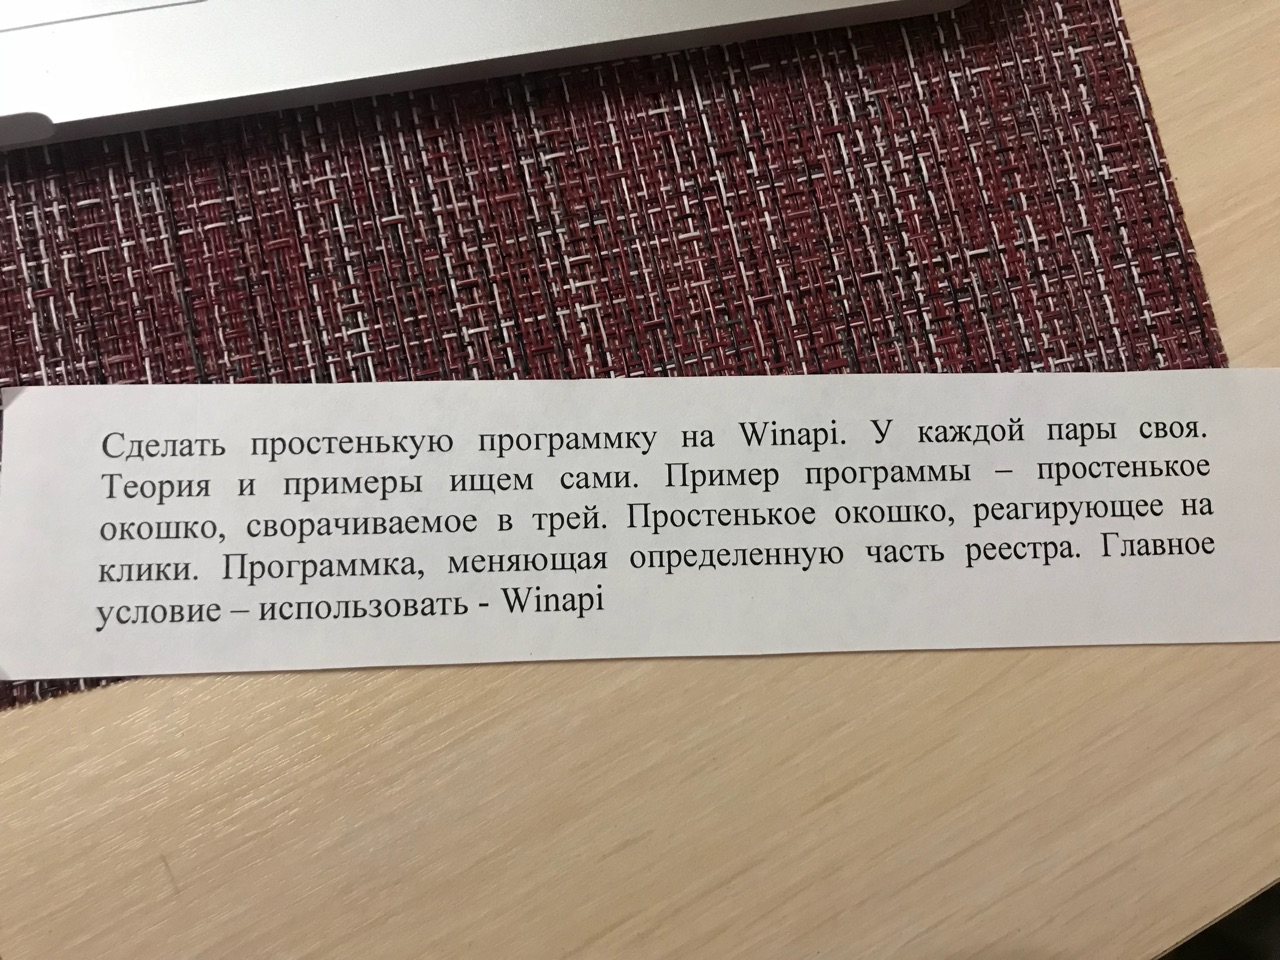 Сделать простенькую программку на Winapi. У каждой пары своя.
Теория и примеры ищем сами. Пример программы – простенькое
окошко, сворачиваемое в трей. Простенькое окошко, реагирующее на
клики. Программка, меняющая определенную часть реестра. Главное
условие – использовать - Winapi